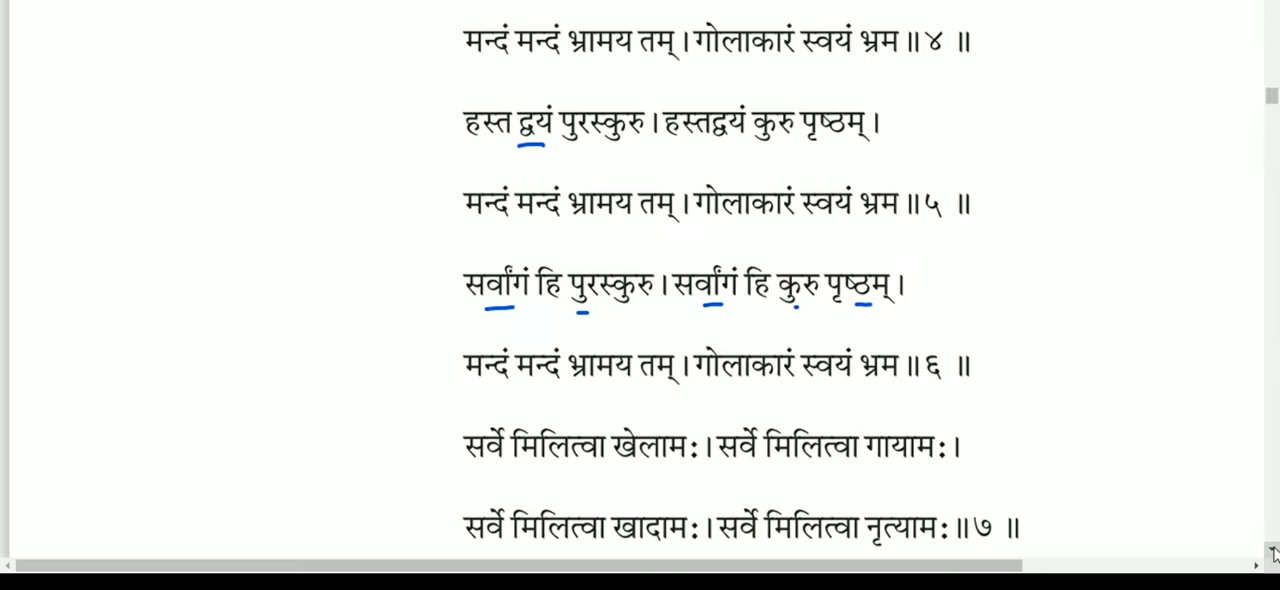 मन्दं मन्दं भ्रामय तम् । गोलाकारं स्वयं भ्रम ॥ ४ ॥
हस्त द्वयं पुरस्कुरु । हस्तद्वयं कुरु पृष्ठम् ।
मन्दं मन्दं भ्रामय तम् । गोलाकारं स्वयं भ्रम ॥ ५ ॥
सर्वांगं हि पुरस्कुरु । सर्वांगं हि कुरु पृष्ठम् ।
मन्दं मन्दं भ्रामय तम् । गोलाकारं स्वयं भ्रम ॥ ६ ॥
सर्वे मिलित्वा खेलाम: । सर्वे मिलित्वा गायाम: ।
सर्वे मिलित्वा खादाम: । सर्वे मिलित्वा नृत्याम: ॥ ७ ॥